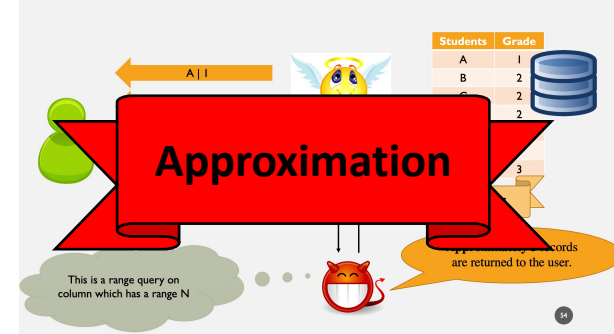 Students Grade
A | 1
A 1
B 2
2
2
Approximation
3
are returned to the user.
This is a range query on
column which has a range N
54